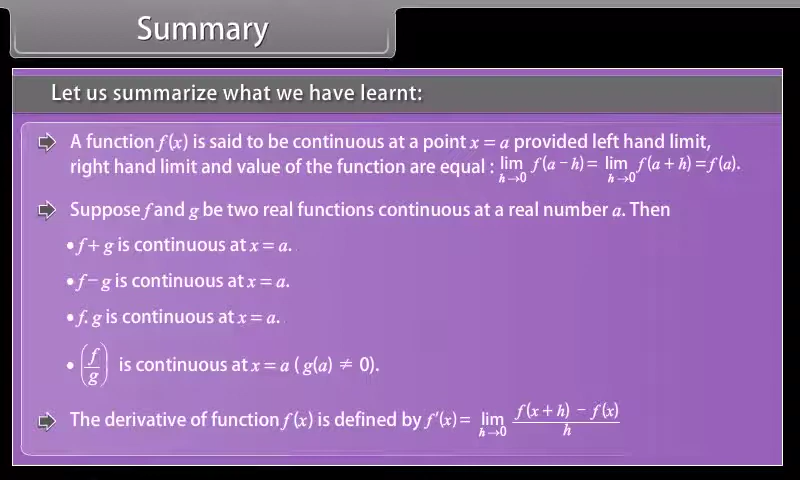 Summary
Let us summarize what we have learnt:
A function f(x) is said to be continuous at a point x = a provided left hand limit,
right hand limit and value of the function are equal : lim h→0 f(a − h) = lim h→0 f(a + h) = f(a).
Suppose f and g be two real functions continuous at a real number a. Then
• f + g is continuous at x = a.
• f − g is continuous at x = a.
• f. g is continuous at x = a.
• (f/g) is continuous at x = a ( g(a) ≠ 0).
The derivative of function f(x) is defined by f'(x) = lim h→0 f(x + h) − f(x) / h